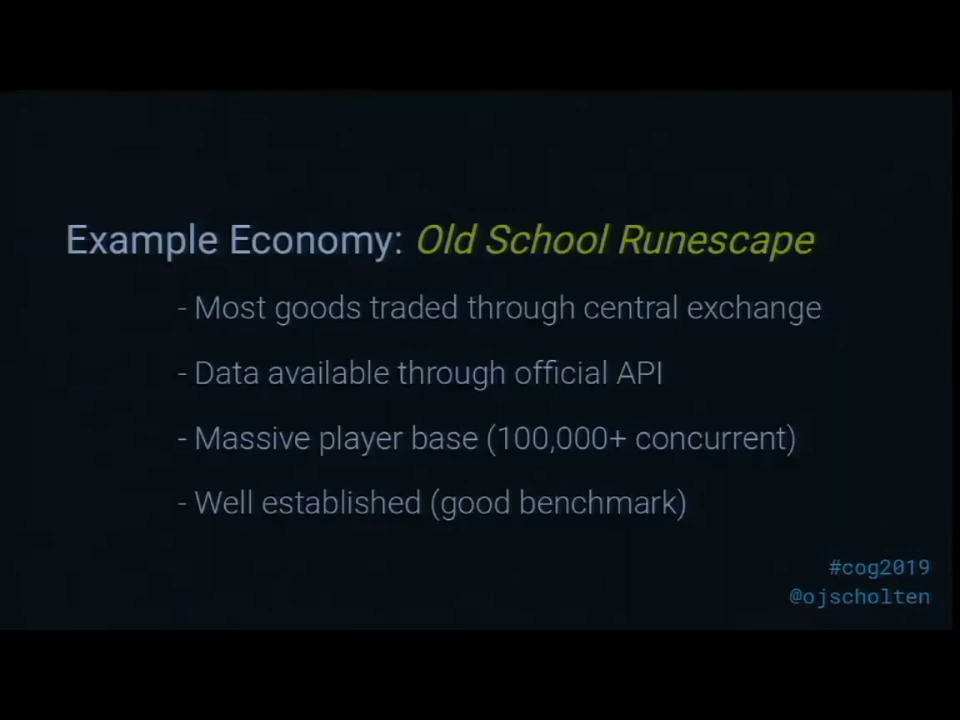 Example Economy: Old School Runescape
- Most goods traded through central exchange
- Data available through official API
- Massive player base (100,000+ concurrent)
- Well established (good benchmark)
#cog2019
@ojscholten